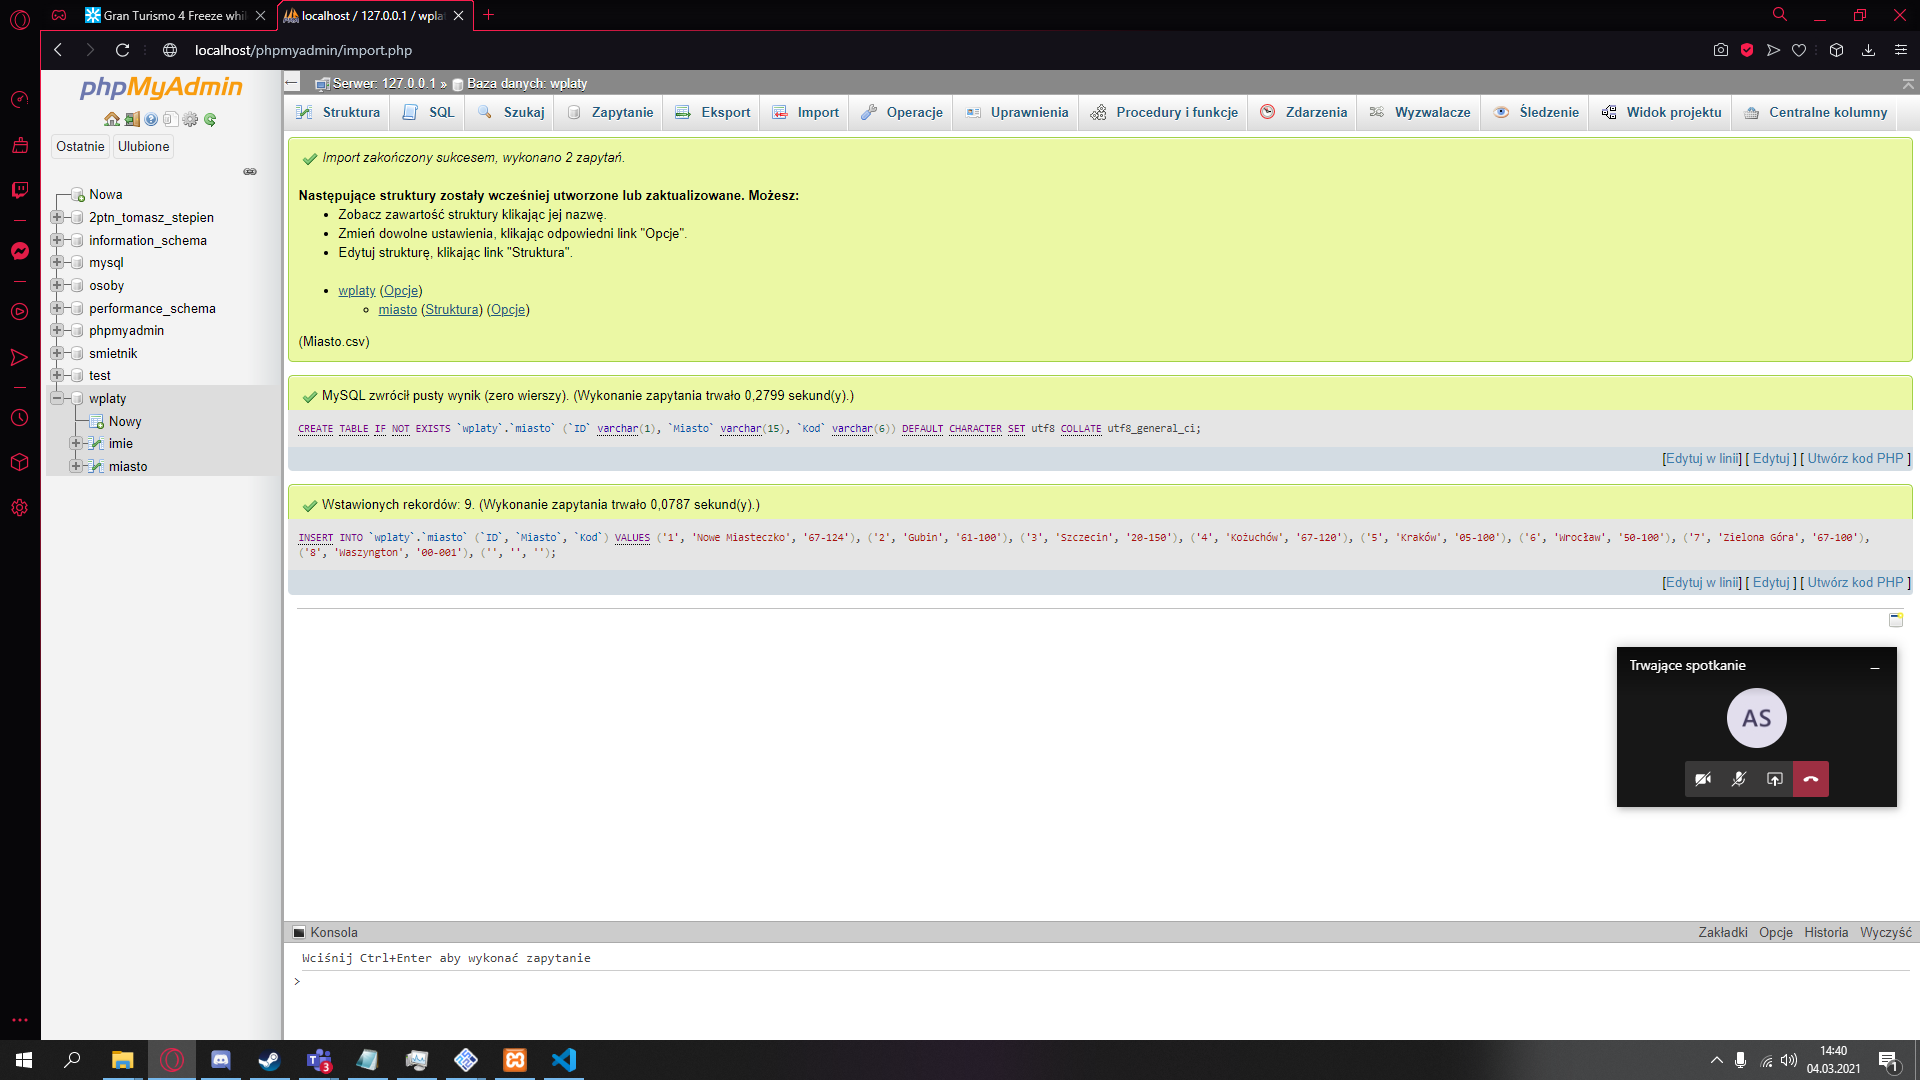 Gran Turismo 4 Freeze whil
localhost / 127.0.0.1 / wpla
localhost/phpmyadmin/import.php
phpMyAdmin
Ostatnie
Ulubione
Nowa
2ptn_tomasz_stepien
information_schema
mysql
osoby
performance_schema
phpmyadmin
smietnik
test
wplaty
Nowy
imie
miasto
Serwer: 127.0.0.1 » Baza danych: wplaty
Struktura SQL Szukaj Zapytanie Eksport Import Operacje Uprawnienia Procedury i funkcje Zdarzenia Wyzwalacze Śledzenie Widok projektu Centralne kolumny
Import zakończony sukcesem, wykonano 2 zapytań.
Następujące struktury zostały wcześniej utworzone lub zaktualizowane. Możesz:
• Zobacz zawartość struktury klikając jej nazwę.
• Zmień dowolne ustawienia, klikając odpowiedni link "Opcje".
• Edytuj strukturę, klikając link "Struktura".
• wplaty (Opcje)
miasto (Struktura) (Opcje)
(Miasto.csv)
MySQL zwrócił pusty wynik (zero wierszy). (Wykonanie zapytania trwało 0,2799 sekund(y).)
CREATE TABLE IF NOT EXISTS `wplaty`.`miasto` (`ID` varchar(1), `Miasto` varchar(15), `Kod` varchar(6)) DEFAULT CHARACTER SET utf8 COLLATE utf8_general_ci;
[Edytuj w linii] [ Edytuj ] [ Utwórz kod PHP ]
Wstawionych rekordów: 9. (Wykonanie zapytania trwało 0,0787 sekund(y).)
INSERT INTO `wplaty`.`miasto` (`ID`, `Miasto`, `Kod`) VALUES ('1', 'Nowe Miasteczko', '67-124'), ('2', 'Gubin', '61-100'), ('3', 'Szczecin', '20-150'), ('4', 'Kożuchów', '67-120'), ('5', 'Kraków', '05-100'), ('6', 'Wrocław', '50-100'), ('7', 'Zielona Góra', '67-100'),
('8', 'Waszyngton', '00-001'), ('', '', '');
[Edytuj w linii] [ Edytuj ] [ Utwórz kod PHP ]
Trwające spotkanie
AS
Konsola
Zakładki Opcje Historia Wyczyść
Wciśnij Ctrl+Enter aby wykonać zapytanie
>
3
14:40
04.03.2021
1